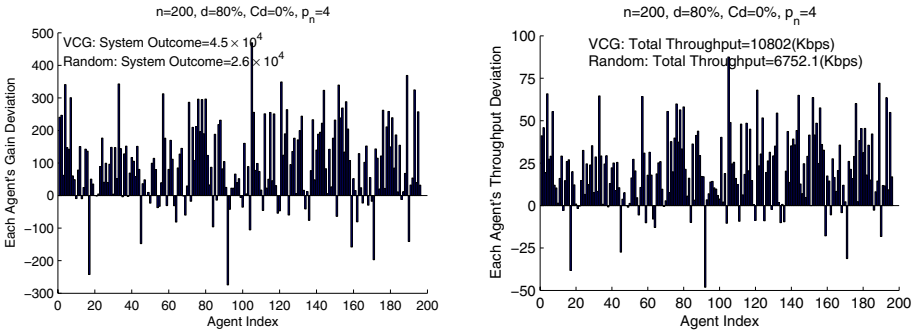 n=200, d=80%, Cd=0%, pn=4
VCG: System Outcome=4.5×10^4
Random: System Outcome=2.6×10^4
Each Agent's Gain Deviation
500
400
300
200
100
0
−100
−200
−300
0 20 40 60 80 100 120 140 160 180 200
Agent Index
n=200, d=80%, Cd=0%, pn=4
VCG: Total Throughput=10802(Kbps)
Random: Total Throughput=6752.1(Kbps)
Each Agent's Throughput Deviation
100
75
50
25
0
−25
−50
0 20 40 60 80 100 120 140 160 180 200
Agent Index